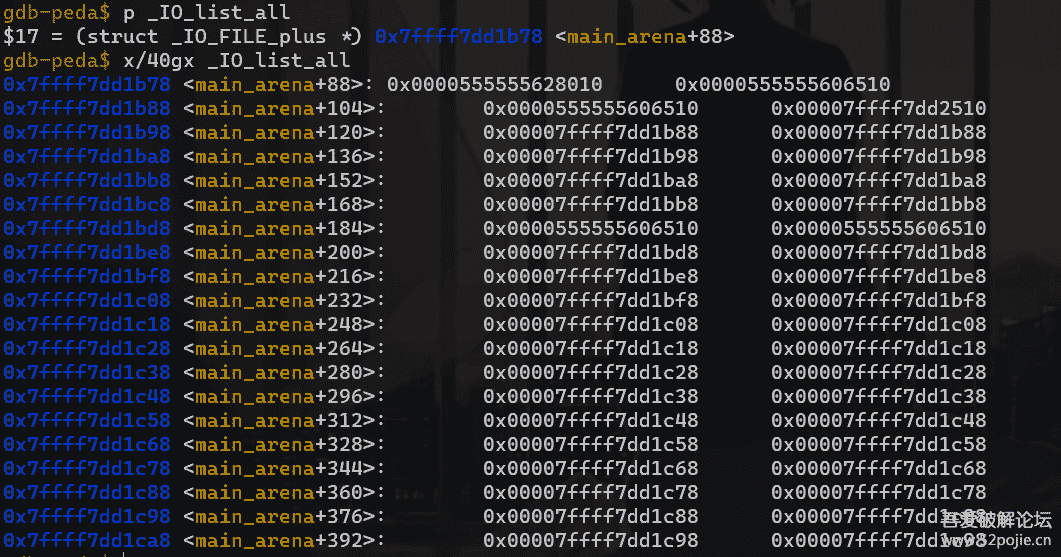 gdb-peda$ p _IO_list_all
$17 = (struct _IO_FILE_plus *) 0x7ffff7dd1b78 <main_arena+88>
gdb-peda$ x/40gx _IO_list_all
0x7ffff7dd1b78 <main_arena+88>: 0x0000555555628010 0x0000555555606510
0x7ffff7dd1b88 <main_arena+104>: 0x0000555555606510 0x00007ffff7dd2510
0x7ffff7dd1b98 <main_arena+120>: 0x00007ffff7dd1b88 0x00007ffff7dd1b88
0x7ffff7dd1ba8 <main_arena+136>: 0x00007ffff7dd1b98 0x00007ffff7dd1b98
0x7ffff7dd1bb8 <main_arena+152>: 0x00007ffff7dd1ba8 0x00007ffff7dd1ba8
0x7ffff7dd1bc8 <main_arena+168>: 0x00007ffff7dd1bb8 0x00007ffff7dd1bb8
0x7ffff7dd1bd8 <main_arena+184>: 0x0000555555606510 0x0000555555606510
0x7ffff7dd1be8 <main_arena+200>: 0x00007ffff7dd1bd8 0x00007ffff7dd1bd8
0x7ffff7dd1bf8 <main_arena+216>: 0x00007ffff7dd1be8 0x00007ffff7dd1be8
0x7ffff7dd1c08 <main_arena+232>: 0x00007ffff7dd1bf8 0x00007ffff7dd1bf8
0x7ffff7dd1c18 <main_arena+248>: 0x00007ffff7dd1c08 0x00007ffff7dd1c08
0x7ffff7dd1c28 <main_arena+264>: 0x00007ffff7dd1c18 0x00007ffff7dd1c18
0x7ffff7dd1c38 <main_arena+280>: 0x00007ffff7dd1c28 0x00007ffff7dd1c28
0x7ffff7dd1c48 <main_arena+296>: 0x00007ffff7dd1c38 0x00007ffff7dd1c38
0x7ffff7dd1c58 <main_arena+312>: 0x00007ffff7dd1c48 0x00007ffff7dd1c48
0x7ffff7dd1c68 <main_arena+328>: 0x00007ffff7dd1c58 0x00007ffff7dd1c58
0x7ffff7dd1c78 <main_arena+344>: 0x00007ffff7dd1c68 0x00007ffff7dd1c68
0x7ffff7dd1c88 <main_arena+360>: 0x00007ffff7dd1c78 0x00007ffff7dd1c78
0x7ffff7dd1c98 <main_arena+376>: 0x00007ffff7dd1c88
0x7ffff7dd1ca8 <main_arena+392>: 0x00007ffff7dd1c98
吾爱破解论坛
www.52pojie.cn